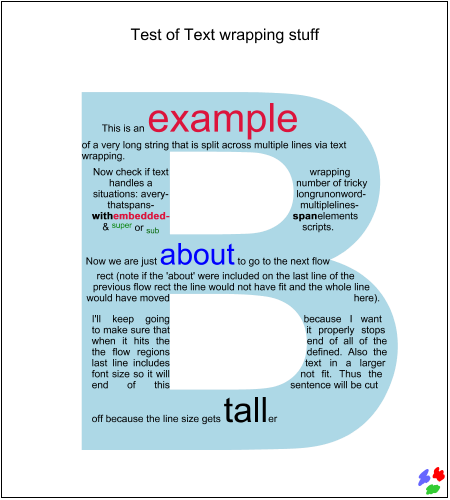 Test of Text wrapping stuff
This is an example
of a very long string that is split across multiple lines via text
wrapping.
Now check if text wrapping
handles a number of tricky
situations: avery- longrunonword-
thatspans- multiplelines-
withembedded- spanelements
& super or sub scripts.
Now we are just about to go to the next flow
rect (note if the 'about' were included on the last line of the
previous flow rect the line would not have fit and the whole line
would have moved here).
I'll keep going because I want
to make sure that it properly stops
when it hits the end of all of the
the flow regions defined. Also the
last line includes text in a larger
font size so it will not fit. Thus the
end of this sentence will be cut
off because the line size gets taller